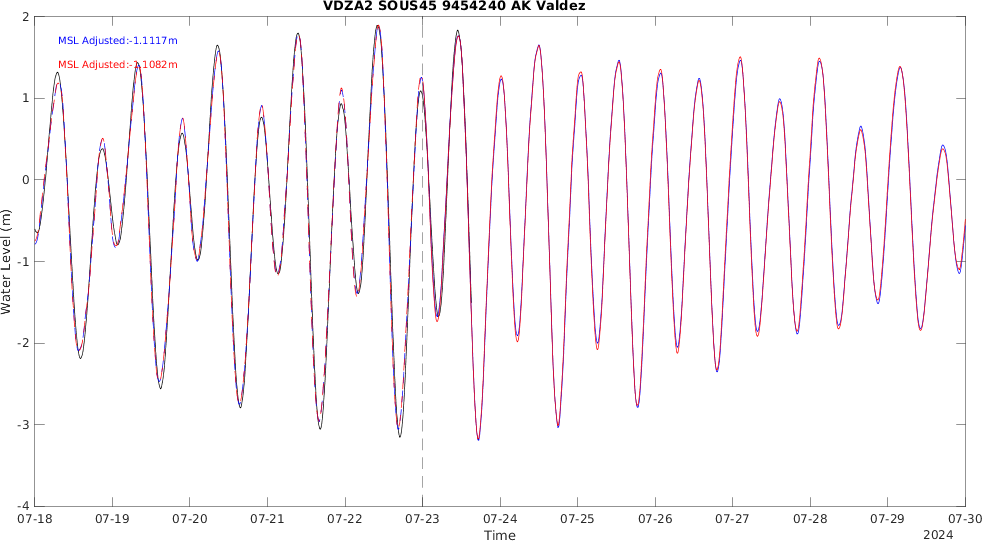 VDZA2 SOUS45 9454240 AK Valdez
MSL Adjusted:-1.1117m
MSL Adjusted:-1.1082m
Water Level (m)
2
1
0
-1
-2
-3
-4
07-18 07-19 07-20 07-21 07-22 07-23 07-24 07-25 07-26 07-27 07-28 07-29 07-30
Time
2024